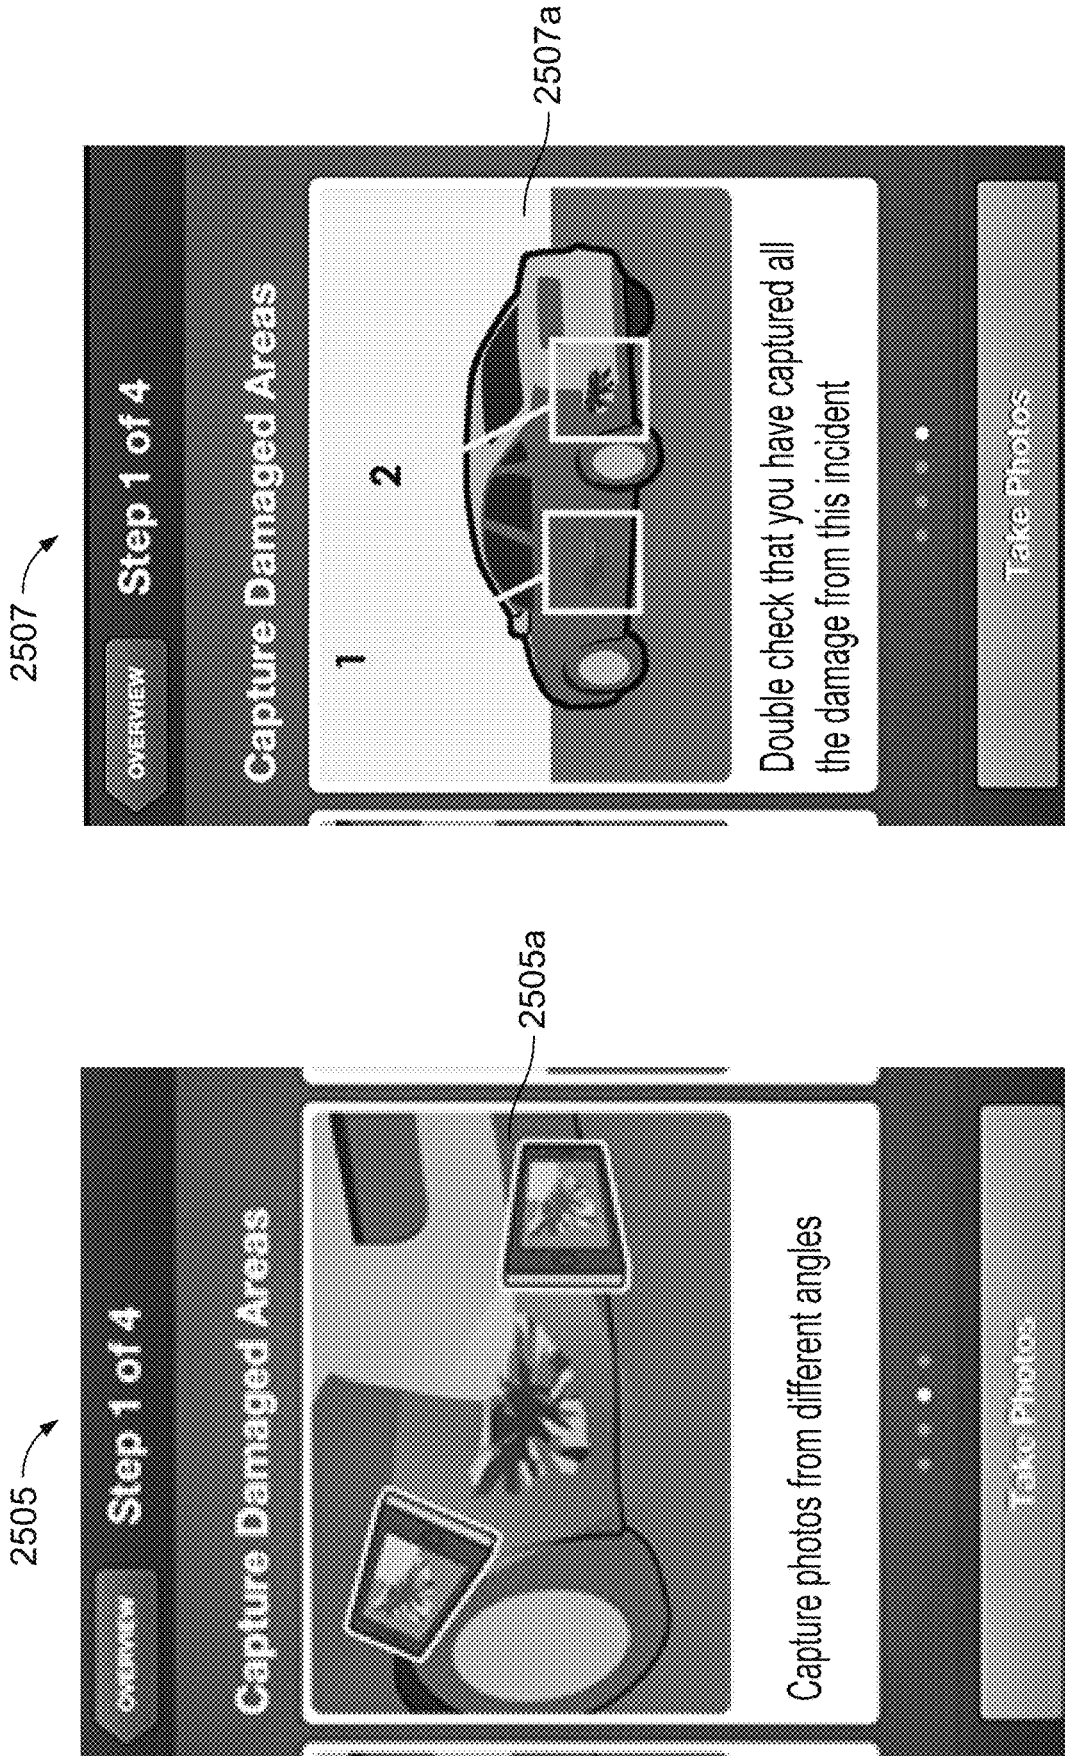 2505
OVERVIEW
Step 1 of 4
Capture Damaged Areas
2505a
Capture photos from different angles
Take Photos
2507
OVERVIEW
Step 1 of 4
Capture Damaged Areas
1
2
2507a
Double check that you have captured all
the damage from this incident
Take Photos